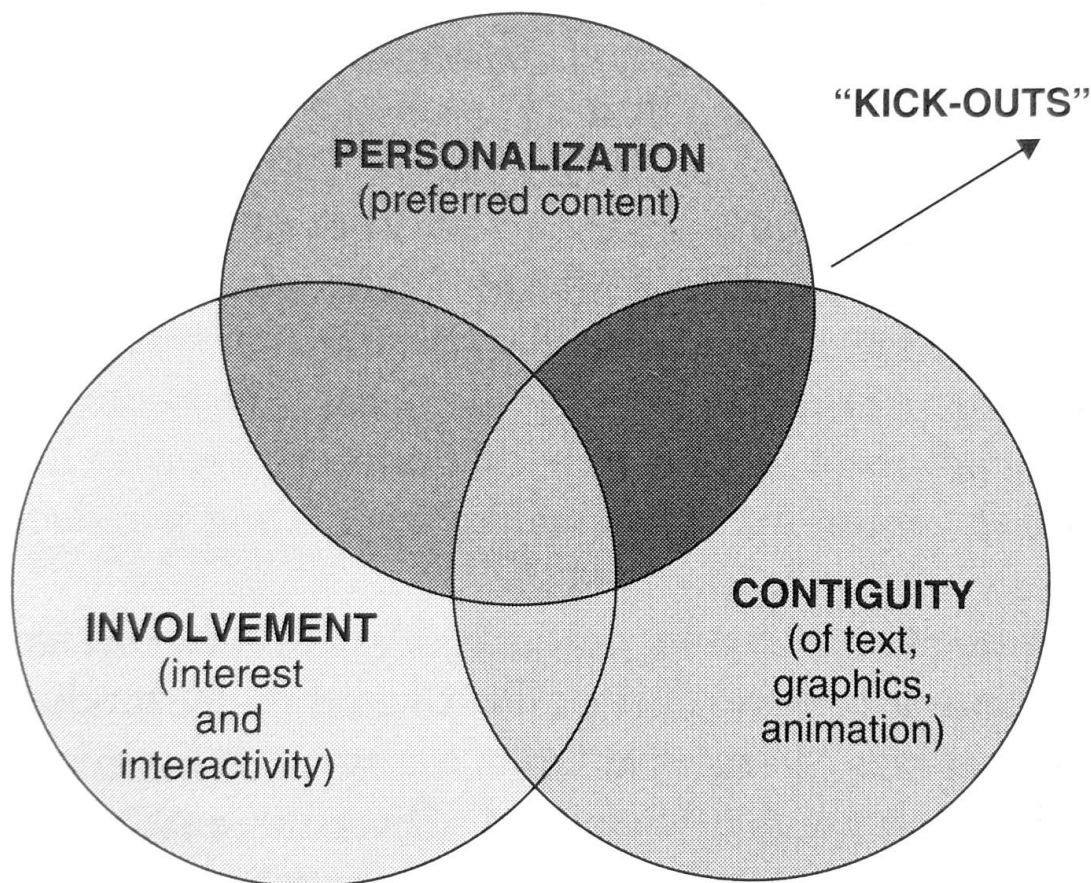 “KICK-OUTS”
PERSONALIZATION
(preferred content)
INVOLVEMENT
(interest
and
interactivity)
CONTIGUITY
(of text,
graphics,
animation)